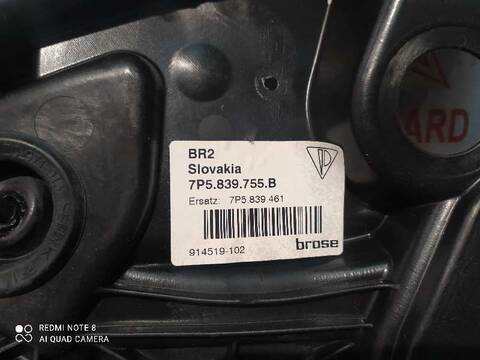 BR2
Slovakia
7P5.839.755.B
Ersatz: 7P5.839.461
914519-102
brose
ARD
REDMI NOTE 8
AI QUAD CAMERA